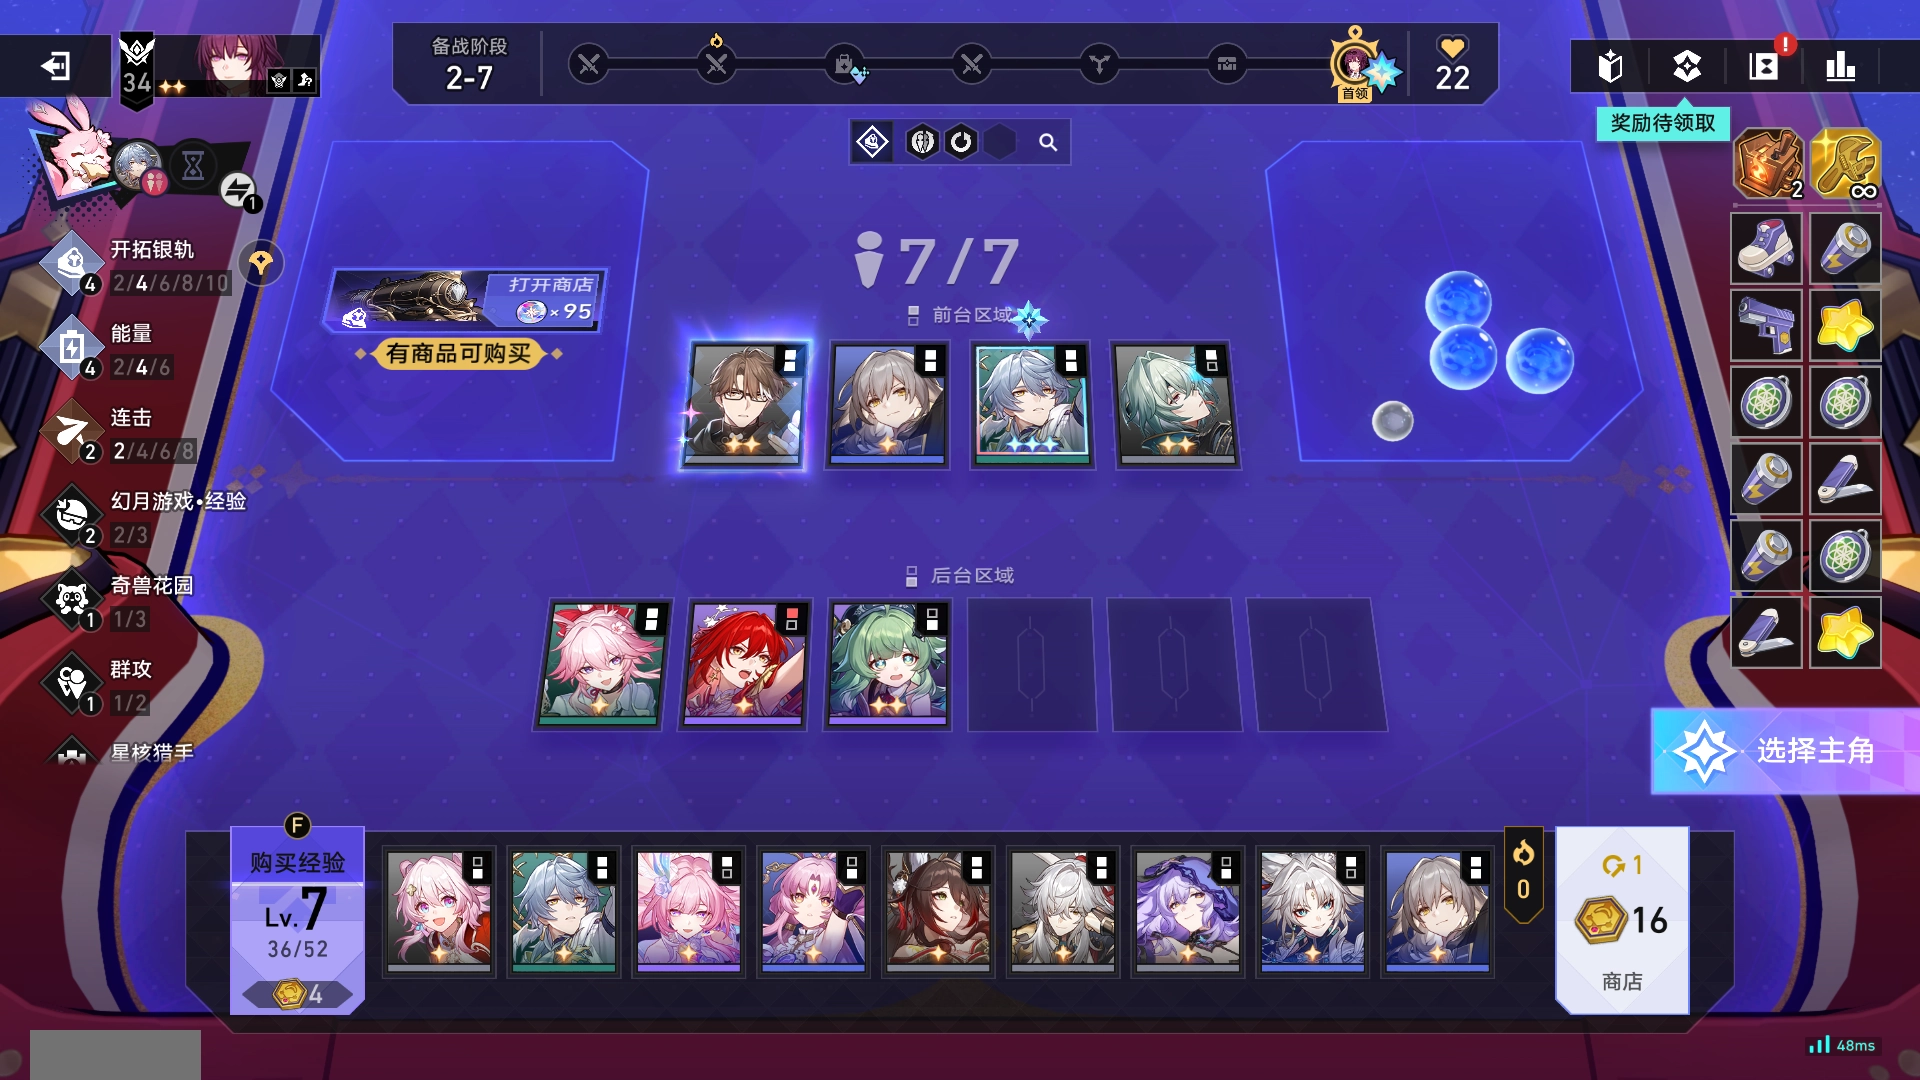 34
备战阶段
2-7
首领
22
奖励待领取
2
∞
1
开拓银轨
4
2/4/6/8/10
能量
4
2/4/6
连击
2
2/4/6/8
幻月游戏•经验
2
2/3
奇兽花园
1
1/3
群攻
1
1/2
星核猎手
打开商店
×95
有商品可购买
7/7
前台区域
后台区域
选择主角
F
购买经验
Lv.7
36/52
4
0
1
16
商店
48ms